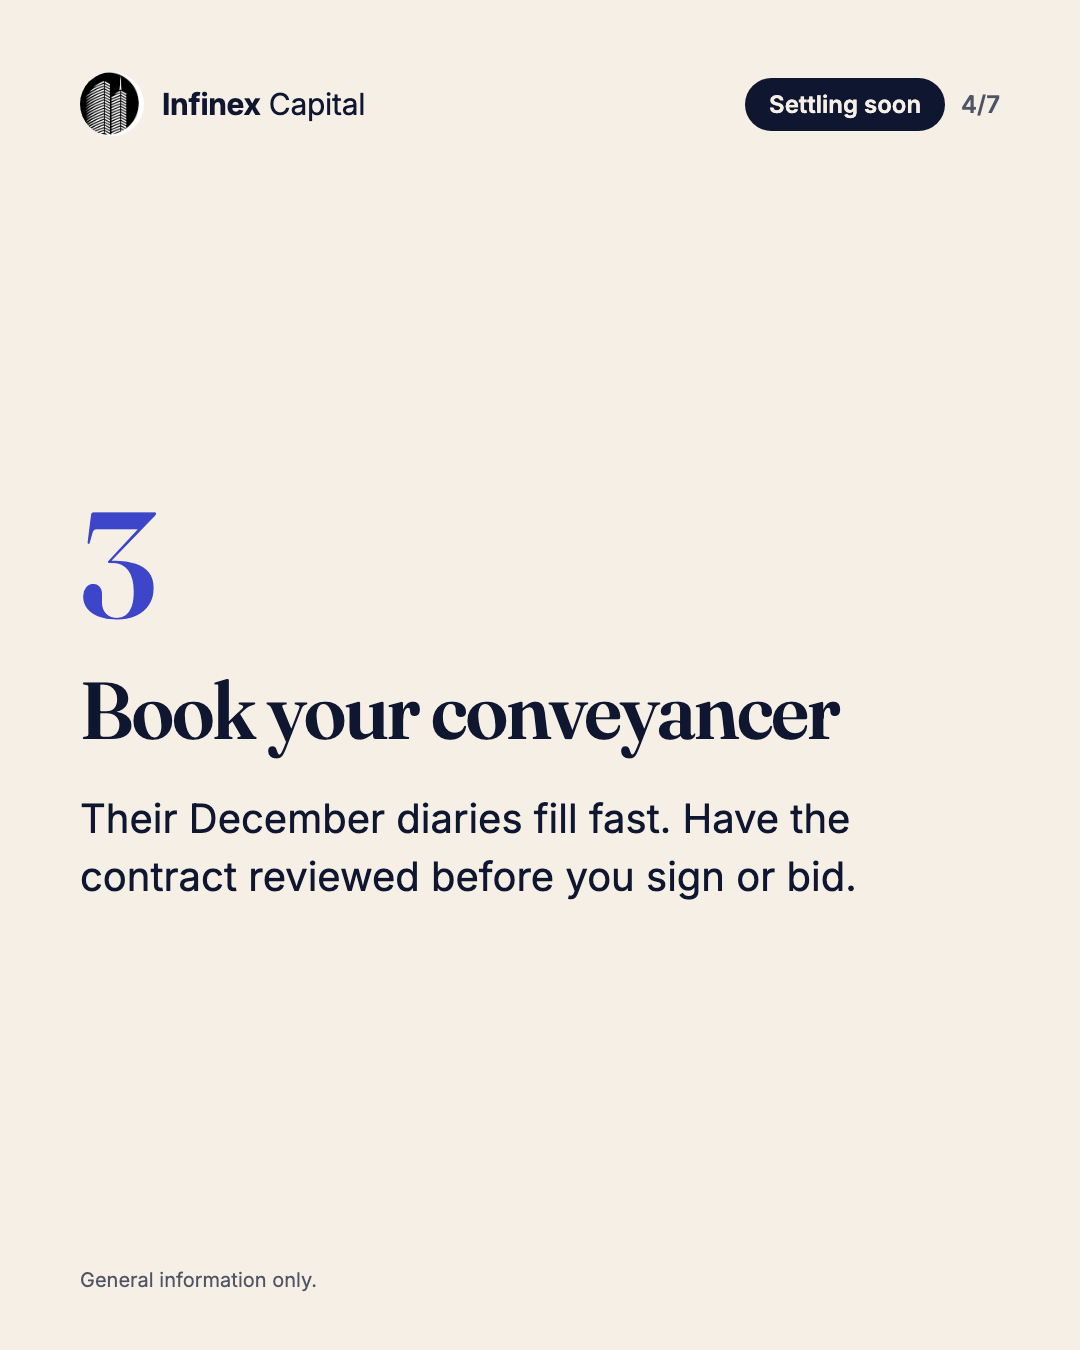 Infinex Capital
Settling soon 4/7
3
Book your conveyancer
Their December diaries fill fast. Have the
contract reviewed before you sign or bid.
General information only.